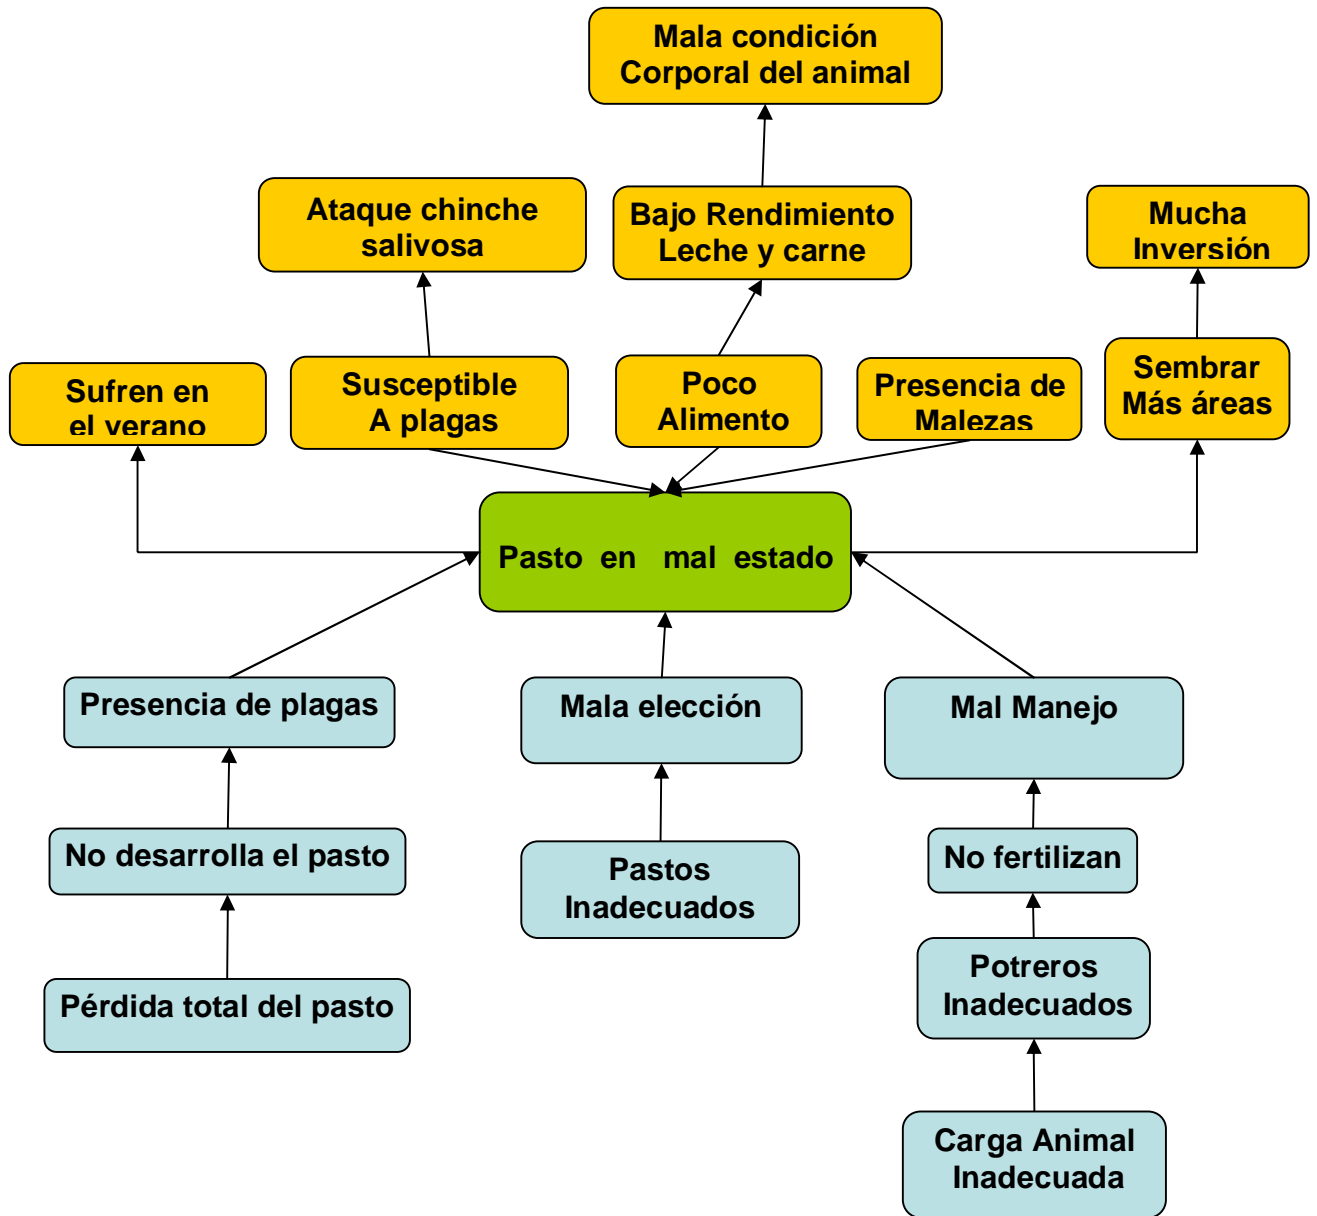 Mala condición
Corporal del animal
Ataque chinche
salivosa
Bajo Rendimiento
Leche y carne
Mucha
Inversión
Sufren en
el verano
Susceptible
A plagas
Poco
Alimento
Presencia de
Malezas
Sembrar
Más áreas
Pasto en mal estado
Presencia de plagas
Mala elección
Mal Manejo
No desarrolla el pasto
Pastos
Inadecuados
No fertilizan
Pérdida total del pasto
Potreros
Inadecuados
Carga Animal
Inadecuada